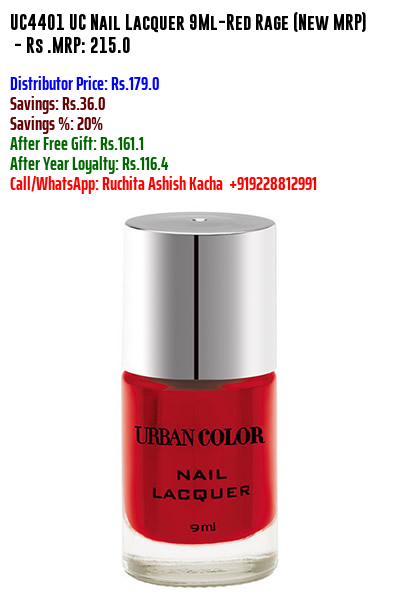 UC4401 UC Nail Lacquer 9Ml-Red Rage (New MRP)
- Rs .MRP: 215.0
Distributor Price: Rs.179.0
Savings: Rs.36.0
Savings %: 20%
After Free Gift: Rs.161.1
After Year Loyalty: Rs.116.4
Call/WhatsApp: Ruchita Ashish Kacha +919228812991
URBAN COLOR
NAIL
LACQUER
9ml